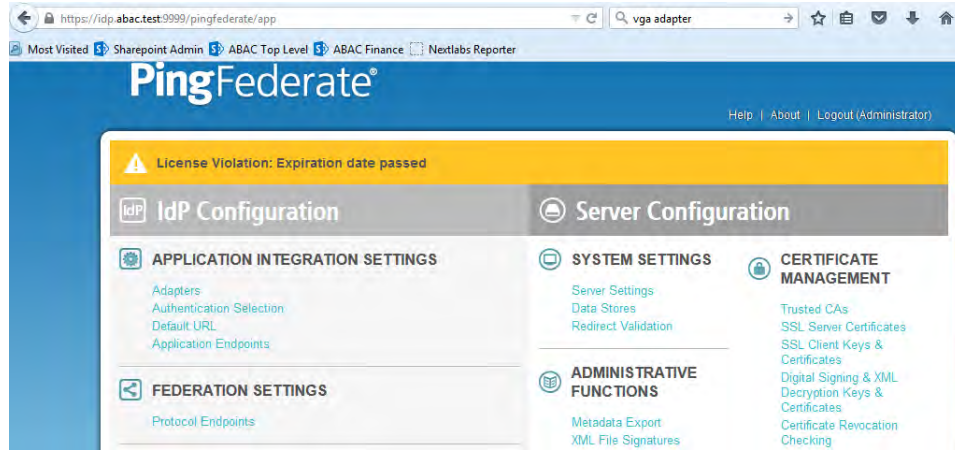 https://idp.abac.test:9999/pingfederate/app
vga adapter
Most Visited Sharepoint Admin ABAC Top Level ABAC Finance Nextlabs Reporter
PingFederate®
Help | About | Logout (Administrator)
License Violation: Expiration date passed
IdP IdP Configuration
APPLICATION INTEGRATION SETTINGS
Adapters
Authentication Selection
Default URL
Application Endpoints
FEDERATION SETTINGS
Protocol Endpoints
Server Configuration
SYSTEM SETTINGS
Server Settings
Data Stores
Redirect Validation
ADMINISTRATIVE
FUNCTIONS
Metadata Export
XML File Signatures
CERTIFICATE
MANAGEMENT
Trusted CAs
SSL Server Certificates
SSL Client Keys &
Certificates
Digital Signing & XML
Decryption Keys &
Certificates
Certificate Revocation
Checking